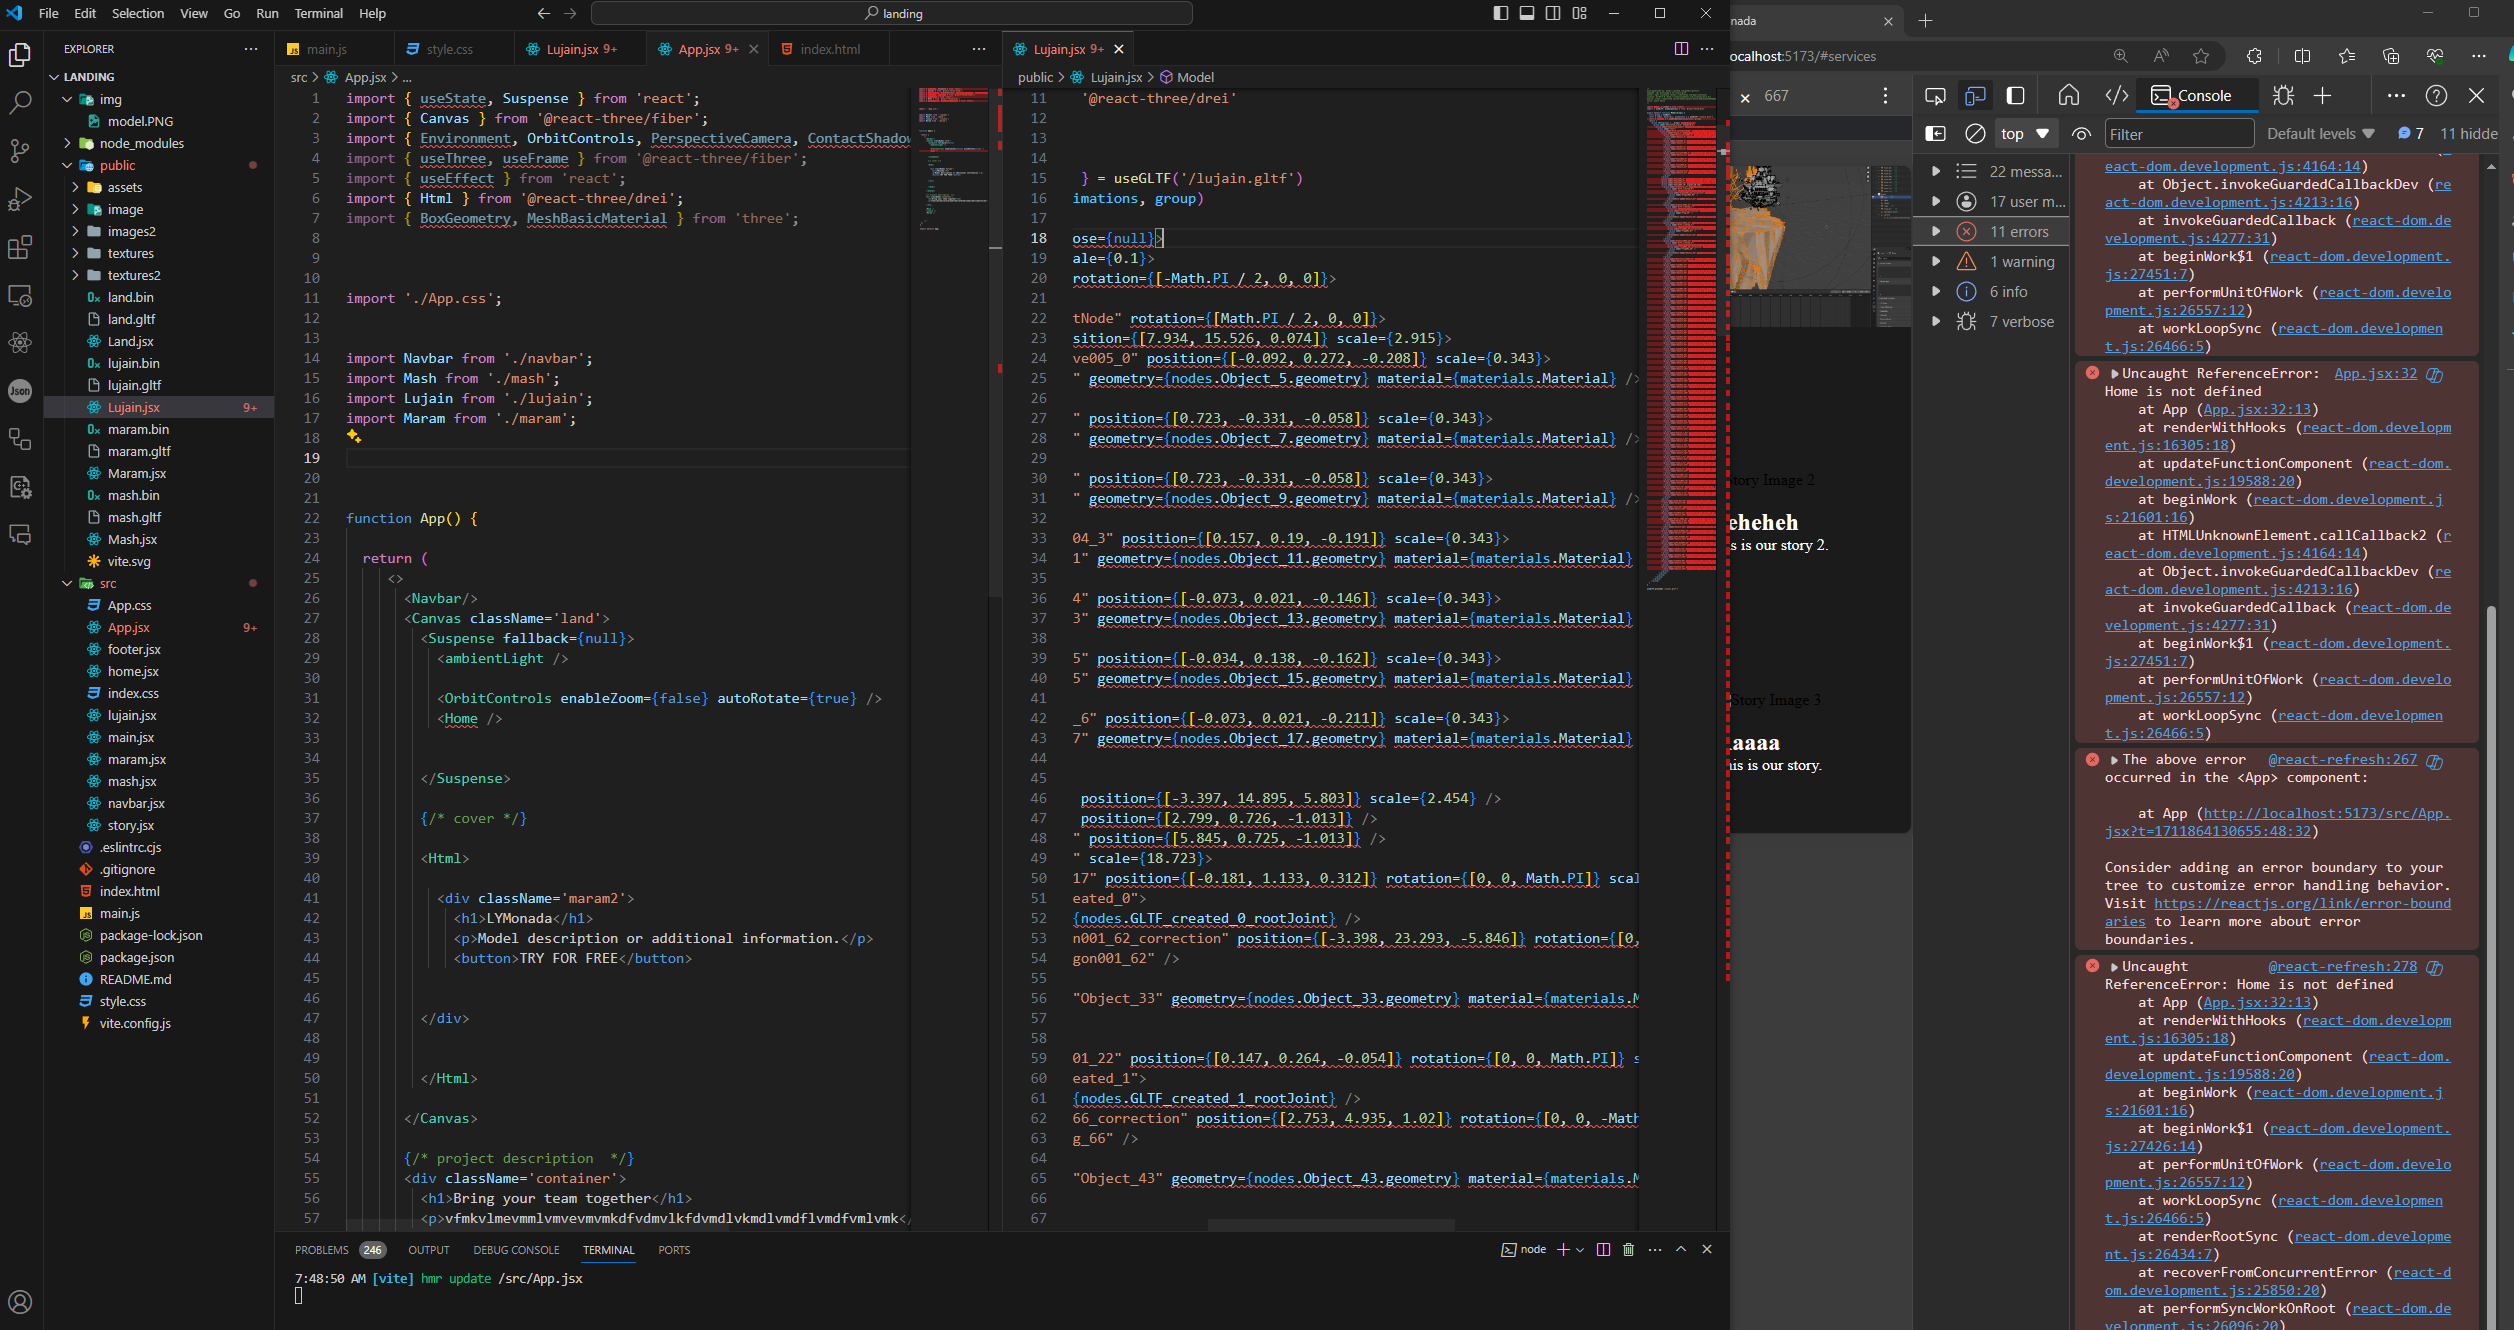 File Edit Selection View Go Run Terminal Help
landing
EXPLORER
LANDING
img
model.PNG
node_modules
public
assets
image
images2
textures
textures2
land.bin
land.gltf
Land.jsx
lujain.bin
lujain.gltf
Lujain.jsx 9+
maram.bin
maram.gltf
Maram.jsx
mash.bin
mash.gltf
Mash.jsx
vite.svg
src
App.css
App.jsx 9+
footer.jsx
home.jsx
index.css
lujain.jsx
main.jsx
maram.jsx
mash.jsx
navbar.jsx
story.jsx
.eslintrc.cjs
.gitignore
index.html
main.js
package-lock.json
package.json
README.md
style.css
vite.config.js
main.js style.css Lujain.jsx 9+ App.jsx 9+ index.html
src > App.jsx > ...
1 import { useState, Suspense } from 'react';
2 import { Canvas } from '@react-three/fiber';
3 import { Environment, OrbitControls, PerspectiveCamera, ContactShadow
4 import { useThree, useFrame } from '@react-three/fiber';
5 import { useEffect } from 'react';
6 import { Html } from '@react-three/drei';
7 import { BoxGeometry, MeshBasicMaterial } from 'three';
8
9
10
11 import './App.css';
12
13
14 import Navbar from './navbar';
15 import Mash from './mash';
16 import Lujain from './lujain';
17 import Maram from './maram';
18
19
20
21
22 function App() {
23
24 return (
25 <>
26 <Navbar/>
27 <Canvas className='land'>
28 <Suspense fallback={null}>
29 <ambientLight />
30
31 <OrbitControls enableZoom={false} autoRotate={true} />
32 <Home />
33
34
35 </Suspense>
36
37 {/* cover */}
38
39 <Html>
40
41 <div className='maram2'>
42 <h1>LYMonada</h1>
43 <p>Model description or additional information.</p>
44 <button>TRY FOR FREE</button>
45
46
47 </div>
48
49
50 </Html>
51
52 </Canvas>
53
54 {/* project description */}
55 <div className='container'>
56 <h1>Bring your team together</h1>
57 <p>vfmkvlmevmmlvmvevmvmkdfvdmvlkfdvmdlvkmdlvmdflvmdfvmlvmk</
Lujain.jsx 9+
public > Lujain.jsx > Model
11 '@react-three/drei'
12
13
14
15 } = useGLTF('/lujain.gltf')
16 imations, group)
17
18 ose={null}>
19 ale={0.1}>
20 rotation={[-Math.PI / 2, 0, 0]}>
21
22 tNode" rotation={[Math.PI / 2, 0, 0]}>
23 sition={[7.934, 15.526, 0.074]} scale={2.915}>
24 ve005_0" position={[-0.092, 0.272, -0.208]} scale={0.343}>
25 " geometry={nodes.Object_5.geometry} material={materials.Material} />
26
27 " position={[0.723, -0.331, -0.058]} scale={0.343}>
28 " geometry={nodes.Object_7.geometry} material={materials.Material} />
29
30 " position={[0.723, -0.331, -0.058]} scale={0.343}>
31 " geometry={nodes.Object_9.geometry} material={materials.Material} />
32
33 04_3" position={[0.157, 0.19, -0.191]} scale={0.343}>
34 1" geometry={nodes.Object_11.geometry} material={materials.Material}
35
36 4" position={[-0.073, 0.021, -0.146]} scale={0.343}>
37 3" geometry={nodes.Object_13.geometry} material={materials.Material}
38
39 5" position={[-0.034, 0.138, -0.162]} scale={0.343}>
40 5" geometry={nodes.Object_15.geometry} material={materials.Material}
41
42 _6" position={[-0.073, 0.021, -0.211]} scale={0.343}>
43 7" geometry={nodes.Object_17.geometry} material={materials.Material}
44
45
46 position={[-3.397, 14.895, 5.803]} scale={2.454} />
47 position={[2.799, 0.726, -1.013]} />
48 " position={[5.845, 0.725, -1.013]} />
49 " scale={18.723}>
50 17" position={[-0.181, 1.133, 0.312]} rotation={[0, 0, Math.PI]} scal
51 eated_0">
52 {nodes.GLTF_created_0_rootJoint} />
53 n001_62_correction" position={[-3.398, 23.293, -5.846]} rotation={[0,
54 gon001_62" />
55
56 "Object_33" geometry={nodes.Object_33.geometry} material={materials.M
57
58
59 01_22" position={[0.147, 0.264, -0.054]} rotation={[0, 0, Math.PI]} s
60 eated_1">
61 {nodes.GLTF_created_1_rootJoint} />
62 66_correction" position={[2.753, 4.935, 1.02]} rotation={[0, 0, -Math
63 g_66" />
64
65 "Object_43" geometry={nodes.Object_43.geometry} material={materials.M
66
67
PROBLEMS 246 OUTPUT DEBUG CONSOLE TERMINAL PORTS
node
7:48:50 AM [vite] hmr update /src/App.jsx
nada
ocalhost:5173/#services
667
tory Image 2
eheheh
s is our story 2.
Story Image 3
aaaa
his is our story.
Console
top Filter Default levels 7 11 hidde
22 messa...
17 user m...
11 errors
1 warning
6 info
7 verbose
eact-dom.development.js:4164:14)
at Object.invokeGuardedCallbackDev (re
act-dom.development.js:4213:16)
at invokeGuardedCallback (react-dom.de
velopment.js:4277:31)
at beginWork$1 (react-dom.development.
js:27451:7)
at performUnitOfWork (react-dom.develo
pment.js:26557:12)
at workLoopSync (react-dom.developmen
t.js:26466:5)
Uncaught ReferenceError: App.jsx:32
Home is not defined
at App (App.jsx:32:13)
at renderWithHooks (react-dom.developm
ent.js:16305:18)
at updateFunctionComponent (react-dom.
development.js:19588:20)
at beginWork (react-dom.development.j
s:21601:16)
at HTMLUnknownElement.callCallback2 (r
eact-dom.development.js:4164:14)
at Object.invokeGuardedCallbackDev (re
act-dom.development.js:4213:16)
at invokeGuardedCallback (react-dom.de
velopment.js:4277:31)
at beginWork$1 (react-dom.development.
js:27451:7)
at performUnitOfWork (react-dom.develo
pment.js:26557:12)
at workLoopSync (react-dom.developmen
t.js:26466:5)
The above error @react-refresh:267
occurred in the <App> component:
at App (http://localhost:5173/src/App.
jsx?t=1711864130655:48:32)
Consider adding an error boundary to your
tree to customize error handling behavior.
Visit https://reactjs.org/link/error-bound
aries to learn more about error
boundaries.
Uncaught @react-refresh:278
ReferenceError: Home is not defined
at App (App.jsx:32:13)
at renderWithHooks (react-dom.developm
ent.js:16305:18)
at updateFunctionComponent (react-dom.
development.js:19588:20)
at beginWork (react-dom.development.j
s:21601:16)
at beginWork$1 (react-dom.development.
js:27426:14)
at performUnitOfWork (react-dom.develo
pment.js:26557:12)
at workLoopSync (react-dom.developmen
t.js:26466:5)
at renderRootSync (react-dom.developme
nt.js:26434:7)
at recoverFromConcurrentError (react-d
om.development.js:25850:20)
at performSyncWorkOnRoot (react-dom.de
velopment.js:26096:20)